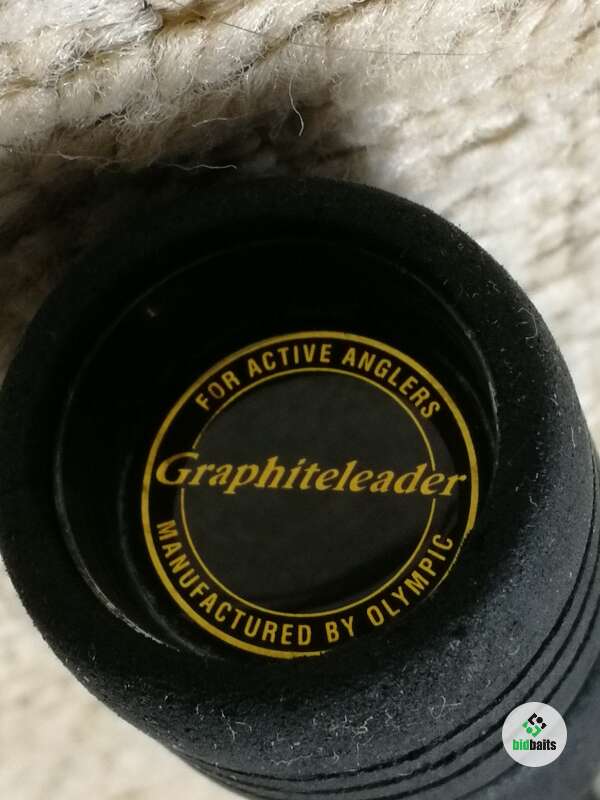 FOR ACTIVE ANGLERS
Graphiteleader
MANUFACTURED BY OLYMPIC
bidbaits